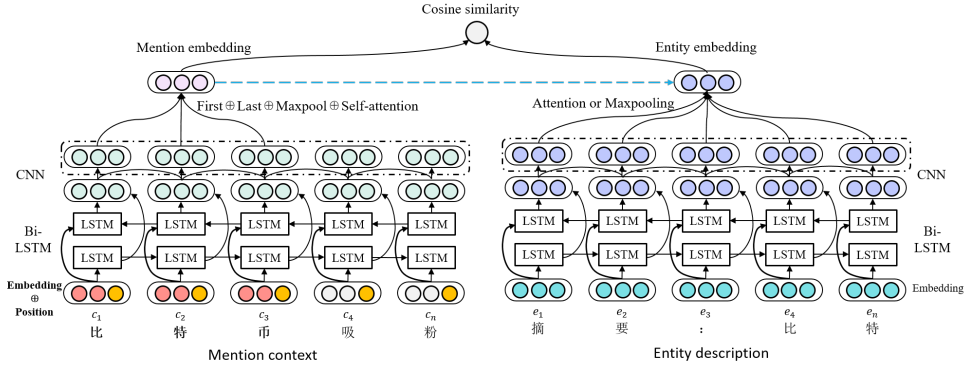 Cosine similarity
Mention embedding
Entity embedding
First⊕Last⊕Maxpool⊕Self-attention
Attention or Maxpooling
CNN
CNN
LSTM LSTM LSTM LSTM LSTM
LSTM LSTM LSTM LSTM LSTM
Bi-
LSTM
LSTM LSTM LSTM LSTM LSTM
LSTM LSTM LSTM LSTM LSTM
Bi-
LSTM
Embedding
⊕
Position
Embedding
c₁ c₂ c₃ c₄ cₙ
比 特 币 吸 粉
e₁ e₂ e₃ e₄ eₙ
摘 要 : 比 特
Mention context
Entity description